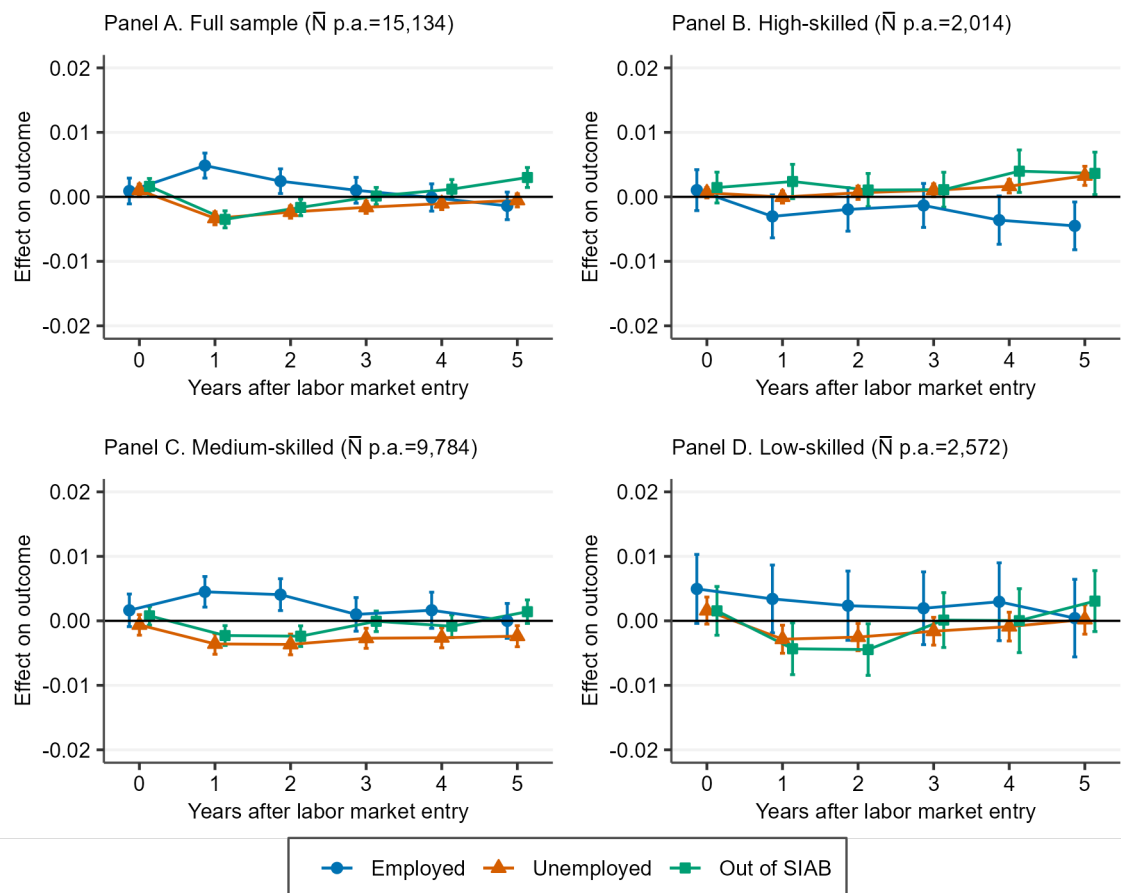 Panel A. Full sample (N̅ p.a.=15,134)
0.02
0.01
0.00
-0.01
-0.02
Effect on outcome
0 1 2 3 4 5
Years after labor market entry
Panel B. High-skilled (N̅ p.a.=2,014)
0.02
0.01
0.00
-0.01
-0.02
Effect on outcome
0 1 2 3 4 5
Years after labor market entry
Panel C. Medium-skilled (N̅ p.a.=9,784)
0.02
0.01
0.00
-0.01
-0.02
Effect on outcome
0 1 2 3 4 5
Years after labor market entry
Panel D. Low-skilled (N̅ p.a.=2,572)
0.02
0.01
0.00
-0.01
-0.02
Effect on outcome
0 1 2 3 4 5
Years after labor market entry
Employed Unemployed Out of SIAB